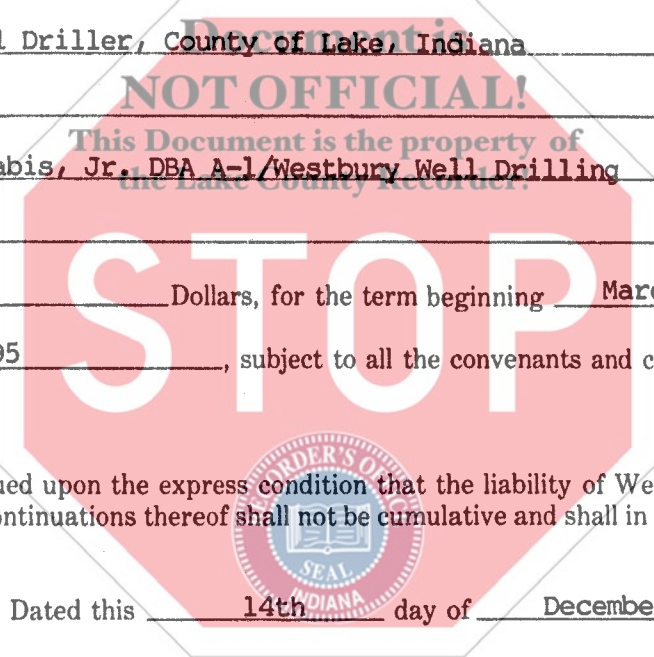 l Driller, County of Lake, Indiana
Document is
NOT OFFICIAL!
This Document is the property of
abis, Jr. DBA A-1/Westbury Well Drilling
the Lake County Recorder!
STOP
Dollars, for the term beginning Marc
95, subject to all the convenants and c
RECORDER'S OFFIC
ued upon the express condition that the liability of We
ontinuations thereof shall not be cumulative and shall in
SEAL
INDIANA
Dated this 14th day of Decembe